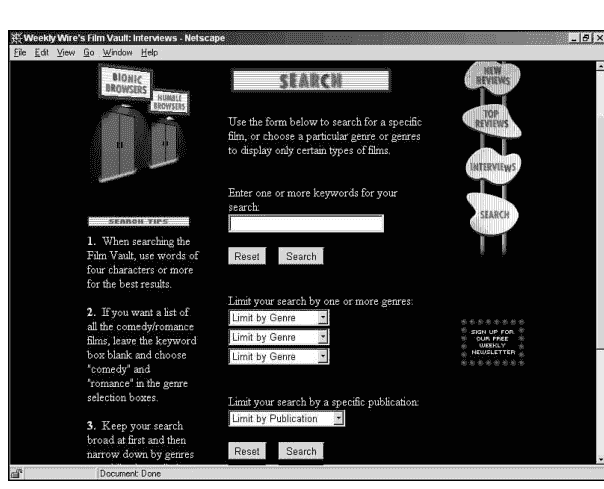 Weekly Wire's Film Vault: Interviews - Netscape
File Edit View Go Window Help
BIONIC
BROWSERS
HUMBLE
BROWSERS
SEARCH TIPS
1. When searching the
Film Vault, use words of
four characters or more
for the best results.
2. If you want a list of
all the comedy/romance
films, leave the keyword
box blank and choose
"comedy" and
"romance" in the genre
selection boxes.
3. Keep your search
broad at first and then
narrow down by genres
SEARCH
Use the form below to search for a specific
film, or choose a particular genre or genres
to display only certain types of films.
Enter one or more keywords for your
search:
Reset Search
Limit your search by one or more genres:
Limit by Genre
Limit by Genre
Limit by Genre
Limit your search by a specific publication:
Limit by Publication
Reset Search
NEW
REVIEWS
TOP
REVIEWS
INTERVIEWS
SEARCH
SIGN UP FOR
OUR FREE
WEEKLY
NEWSLETTER
Document: Done